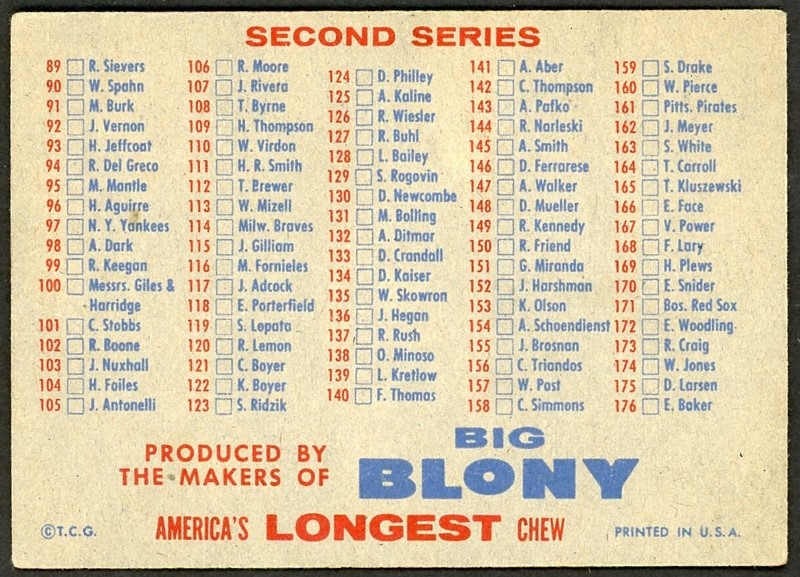 SECOND SERIES
89 R. Sievers
90 W. Spahn
91 M. Burk
92 J. Vernon
93 H. Jeffcoat
94 R. Del Greco
95 M. Mantle
96 H. Aguirre
97 N. Y. Yankees
98 A. Dark
99 R. Keegan
100 Messrs. Giles &
Harridge
101 C. Stobbs
102 R. Boone
103 J. Nuxhall
104 H. Foiles
105 J. Antonelli
106 R. Moore
107 J. Rivera
108 T. Byrne
109 H. Thompson
110 W. Virdon
111 H. R. Smith
112 T. Brewer
113 W. Mizell
114 Milw. Braves
115 J. Gilliam
116 M. Fornieles
117 J. Adcock
118 E. Porterfield
119 S. Lopata
120 R. Lemon
121 C. Boyer
122 K. Boyer
123 S. Ridzik
124 D. Philley
125 A. Kaline
126 R. Wiesler
127 R. Buhl
128 L. Bailey
129 S. Rogovin
130 D. Newcombe
131 M. Bolling
132 A. Ditmar
133 D. Crandall
134 D. Kaiser
135 W. Skowron
136 J. Hegan
137 R. Rush
138 O. Minoso
139 L. Kretlow
140 F. Thomas
141 A. Aber
142 C. Thompson
143 A. Pafko
144 R. Narleski
145 A. Smith
146 D. Ferrarese
147 A. Walker
148 D. Mueller
149 R. Kennedy
150 R. Friend
151 G. Miranda
152 J. Harshman
153 K. Olson
154 A. Schoendienst
155 J. Brosnan
156 C. Triandos
157 W. Post
158 C. Simmons
159 S. Drake
160 W. Pierce
161 Pitts. Pirates
162 J. Meyer
163 S. White
164 T. Carroll
165 T. Kluszewski
166 E. Face
167 V. Power
168 F. Lary
169 H. Plews
170 E. Snider
171 Bos. Red Sox
172 E. Woodling
173 R. Craig
174 W. Jones
175 D. Larsen
176 E. Baker
PRODUCED BY
THE MAKERS OF
BIG
BLONY
©T.C.G.
AMERICA'S LONGEST CHEW
PRINTED IN U.S.A.